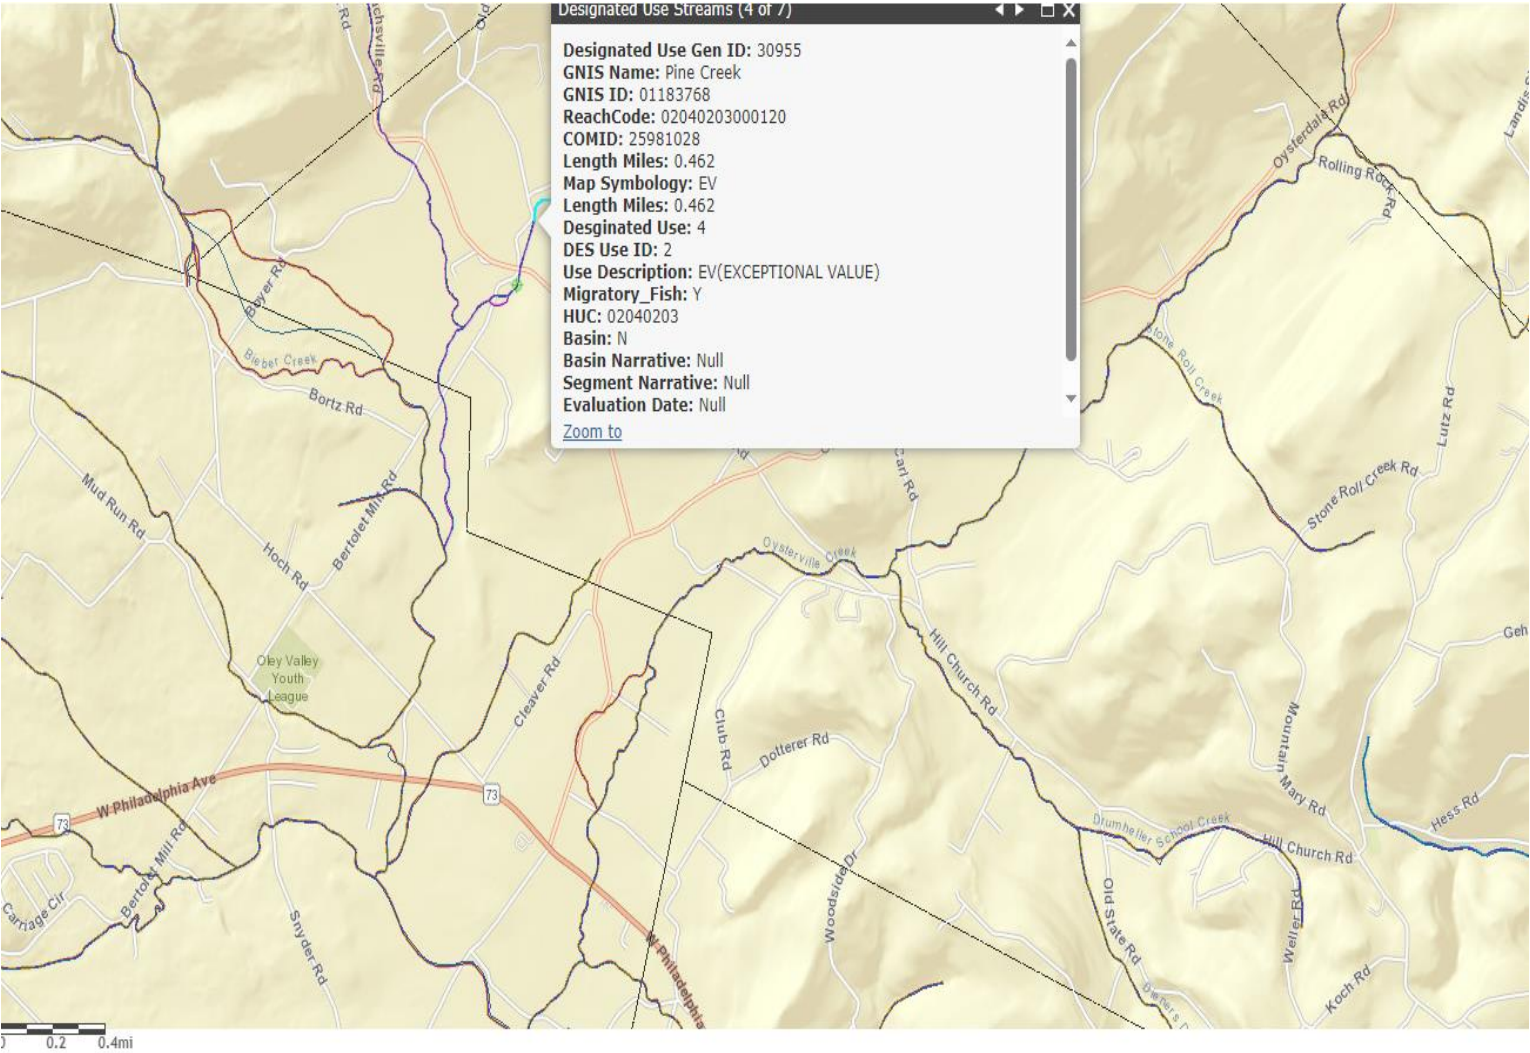 Designated Use Streams (4 of 7)
Designated Use Gen ID: 30955
GNIS Name: Pine Creek
GNIS ID: 01183768
ReachCode: 02040203000120
COMID: 25981028
Length Miles: 0.462
Map Symbology: EV
Length Miles: 0.462
Desginated Use: 4
DES Use ID: 2
Use Description: EV(EXCEPTIONAL VALUE)
Migratory_Fish: Y
HUC: 02040203
Basin: N
Basin Narrative: Null
Segment Narrative: Null
Evaluation Date: Null
Zoom to
Rd
chsville Rd
Old
Oysterdale Rd
Rolling Rock Rd
Landis S
Boyer Rd
Bieber Creek
Bortz Rd
Stone Roll Creek
Lutz Rd
Mud Run Rd
Bertolet Mill Rd
Hoch Rd
Rd
Carl Rd
Stone Roll Creek Rd
Oysterville Creek
Oley Valley
Youth
League
Cleaver Rd
Hill Church Rd
Geh
Club Rd
Dotterer Rd
Mountain Mary Rd
W Philadelphia Ave
73
73
Drumheller School Creek
Hill Church Rd
Hess Rd
Bertolet Mill Rd
Carriage Cir
Snyder Rd
Woodside Dr
Old State Rd
Weller Rd
W Philadelphia
Koch Rd
Bieners
0.2
0.4mi